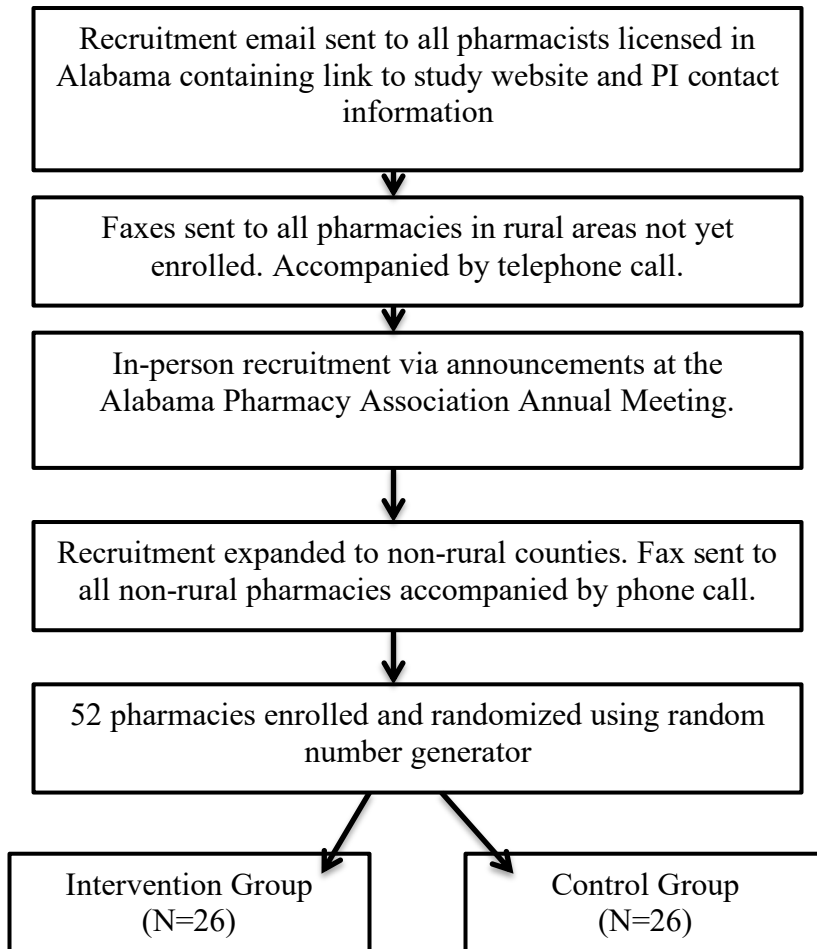 Recruitment email sent to all pharmacists licensed in
Alabama containing link to study website and PI contact
information
Faxes sent to all pharmacies in rural areas not yet
enrolled. Accompanied by telephone call.
In-person recruitment via announcements at the
Alabama Pharmacy Association Annual Meeting.
Recruitment expanded to non-rural counties. Fax sent to
all non-rural pharmacies accompanied by phone call.
52 pharmacies enrolled and randomized using random
number generator
Intervention Group
(N=26)
Control Group
(N=26)